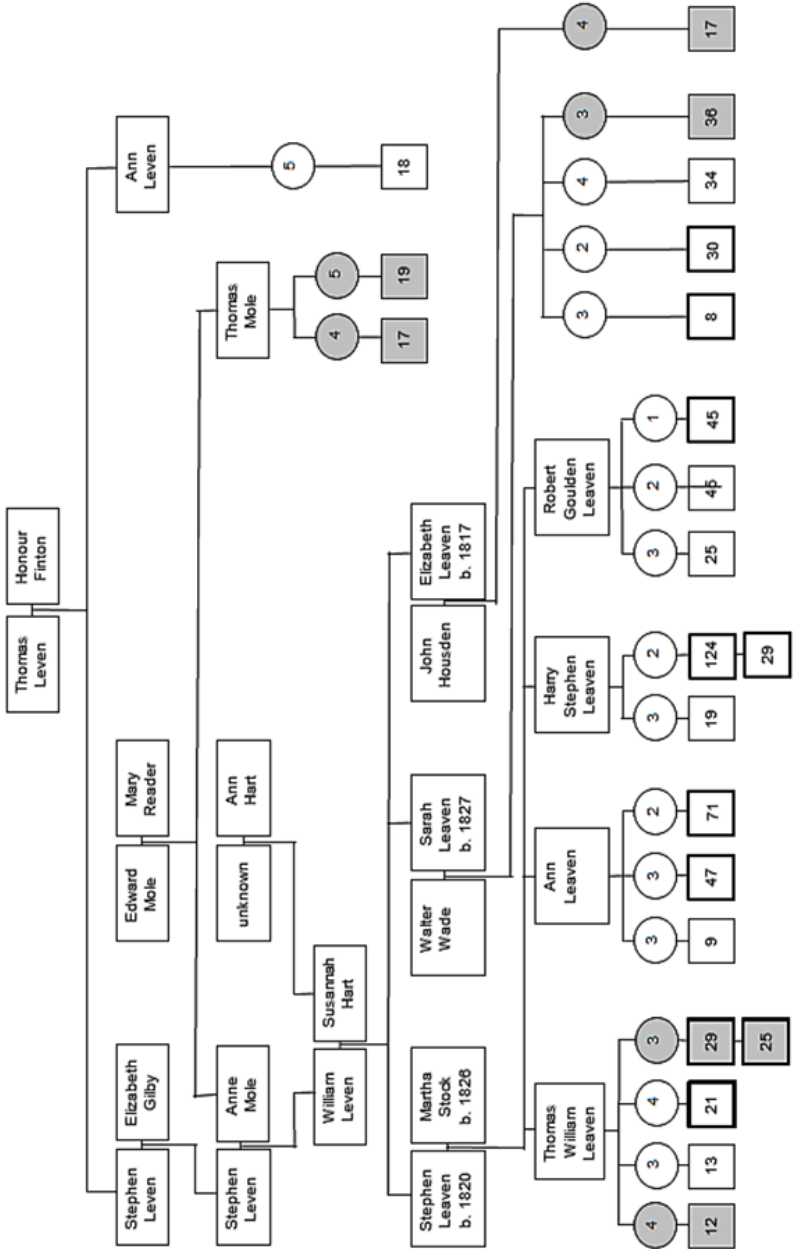 Thomas
Leven
Honour
Finton
Stephen
Leven
Elizabeth
Gilby
Edward
Mole
Mary
Reader
Ann
Leven
Stephen
Leven
Anne
Mole
unknown
Ann
Hart
Thomas
Mole
5
William
Leven
Susannah
Hart
4
5
17
19
18
Stephen
Leaven
b. 1820
Martha
Stock
b. 1826
Walter
Wade
Sarah
Leaven
b. 1827
John
Housden
Elizabeth
Leaven
b. 1817
Thomas
William
Leaven
Ann
Leaven
Harry
Stephen
Leaven
Robert
Goulden
Leaven
3
2
4
3
4
4
3
4
3
3
3
2
3
2
3
2
1
12
13
21
29
9
47
71
19
124
25
45
45
8
30
34
36
17
25
29